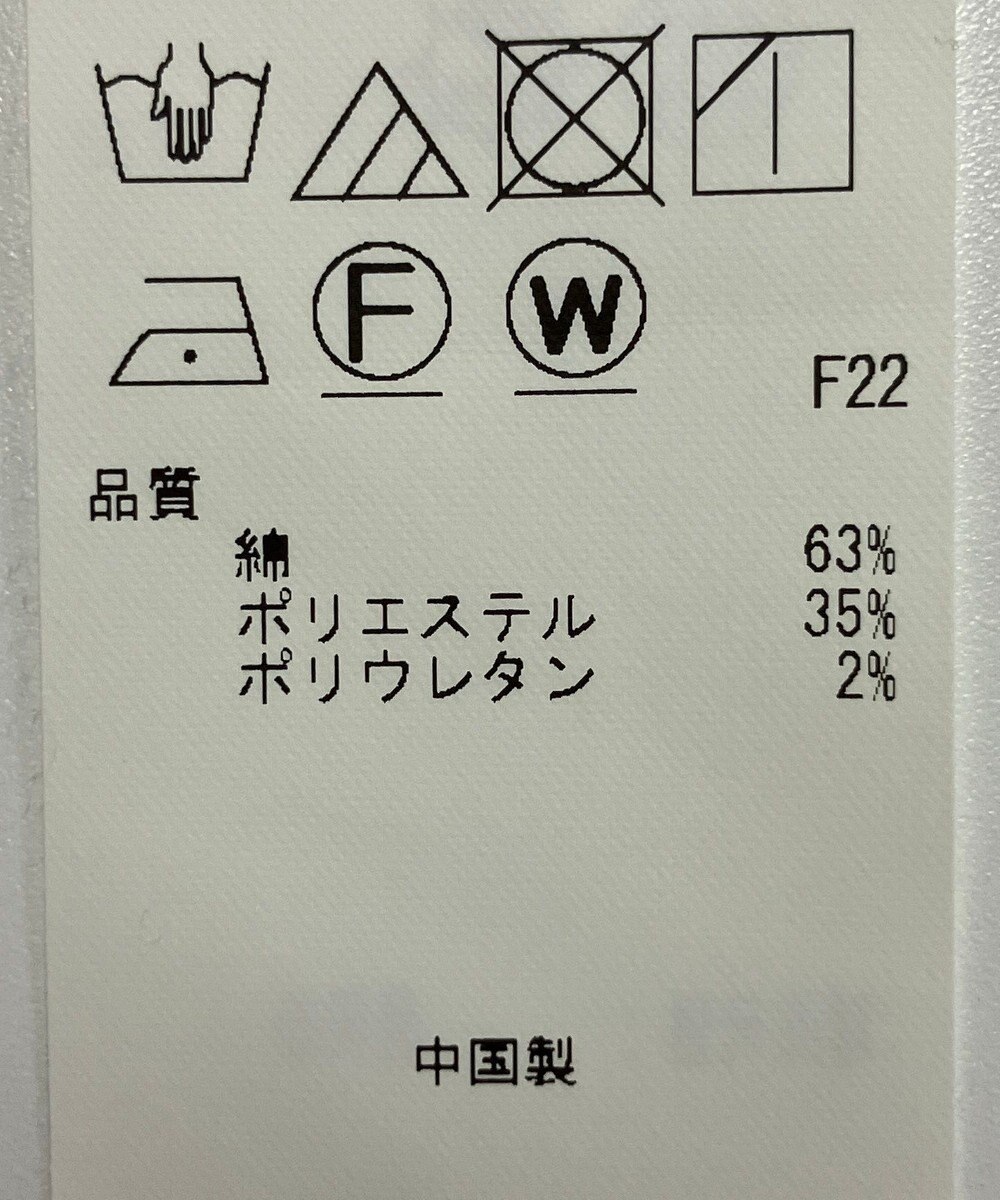 F W
F22
品質
綿 63%
ポリエステル 35%
ポリウレタン 2%
中国製